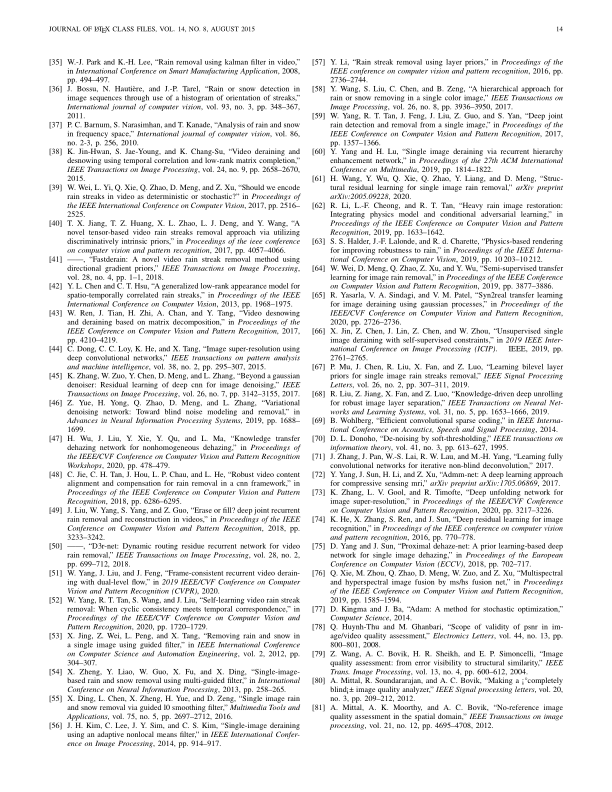 JOURNAL OF LATEX CLASS FILES, VOL. 14, NO. 8, AUGUST 2015 14
[35] W.-J. Park and K.-H. Lee, “Rain removal using kalman filter in video,”
in International Conference on Smart Manufacturing Application, 2008,
pp. 494–497.
[36] J. Bossu, N. Hautière, and J.-P. Tarel, “Rain or snow detection in
image sequences through use of a histogram of orientation of streaks,”
International journal of computer vision, vol. 93, no. 3, pp. 348–367,
2011.
[37] P. C. Barnum, S. Narasimhan, and T. Kanade, “Analysis of rain and snow
in frequency space,” International journal of computer vision, vol. 86,
no. 2-3, p. 256, 2010.
[38] K. Jin-Hwan, S. Jae-Young, and K. Chang-Su, “Video deraining and
desnowing using temporal correlation and low-rank matrix completion,”
IEEE Transactions on Image Processing, vol. 24, no. 9, pp. 2658–2670,
2015.
[39] W. Wei, L. Yi, Q. Xie, Q. Zhao, D. Meng, and Z. Xu, “Should we encode
rain streaks in video as deterministic or stochastic?” in Proceedings of
the IEEE International Conference on Computer Vision, 2017, pp. 2516–
2525.
[40] T. X. Jiang, T. Z. Huang, X. L. Zhao, L. J. Deng, and Y. Wang, “A
novel tensor-based video rain streaks removal approach via utilizing
discriminatively intrinsic priors,” in Proceedings of the ieee conference
on computer vision and pattern recognition, 2017, pp. 4057–4066.
[41] ——, “Fastderain: A novel video rain streak removal method using
directional gradient priors,” IEEE Transactions on Image Processing,
vol. 28, no. 4, pp. 1–1, 2018.
[42] Y. L. Chen and C. T. Hsu, “A generalized low-rank appearance model for
spatio-temporally correlated rain streaks,” in Proceedings of the IEEE
International Conference on Computer Vision, 2013, pp. 1968–1975.
[43] W. Ren, J. Tian, H. Zhi, A. Chan, and Y. Tang, “Video desnowing
and deraining based on matrix decomposition,” in Proceedings of the
IEEE Conference on Computer Vision and Pattern Recognition, 2017,
pp. 4210–4219.
[44] C. Dong, C. C. Loy, K. He, and X. Tang, “Image super-resolution using
deep convolutional networks,” IEEE transactions on pattern analysis
and machine intelligence, vol. 38, no. 2, pp. 295–307, 2015.
[45] K. Zhang, W. Zuo, Y. Chen, D. Meng, and L. Zhang, “Beyond a gaussian
denoiser: Residual learning of deep cnn for image denoising,” IEEE
Transactions on Image Processing, vol. 26, no. 7, pp. 3142–3155, 2017.
[46] Z. Yue, H. Yong, Q. Zhao, D. Meng, and L. Zhang, “Variational
denoising network: Toward blind noise modeling and removal,” in
Advances in Neural Information Processing Systems, 2019, pp. 1688–
1699.
[47] H. Wu, J. Liu, Y. Xie, Y. Qu, and L. Ma, “Knowledge transfer
dehazing network for nonhomogeneous dehazing,” in Proceedings of
the IEEE/CVF Conference on Computer Vision and Pattern Recognition
Workshops, 2020, pp. 478–479.
[48] C. Jie, C. H. Tan, J. Hou, L. P. Chau, and L. He, “Robust video content
alignment and compensation for rain removal in a cnn framework,” in
Proceedings of the IEEE Conference on Computer Vision and Pattern
Recognition, 2018, pp. 6286–6295.
[49] J. Liu, W. Yang, S. Yang, and Z. Guo, “Erase or fill? deep joint recurrent
rain removal and reconstruction in videos,” in Proceedings of the IEEE
Conference on Computer Vision and Pattern Recognition, 2018, pp.
3233–3242.
[50] ——, “D3r-net: Dynamic routing residue recurrent network for video
rain removal,” IEEE Transactions on Image Processing, vol. 28, no. 2,
pp. 699–712, 2018.
[51] W. Yang, J. Liu, and J. Feng, “Frame-consistent recurrent video derain-
ing with dual-level flow,” in 2019 IEEE/CVF Conference on Computer
Vision and Pattern Recognition (CVPR), 2020.
[52] W. Yang, R. T. Tan, S. Wang, and J. Liu, “Self-learning video rain streak
removal: When cyclic consistency meets temporal correspondence,” in
Proceedings of the IEEE/CVF Conference on Computer Vision and
Pattern Recognition, 2020, pp. 1720–1729.
[53] X. Jing, Z. Wei, L. Peng, and X. Tang, “Removing rain and snow in
a single image using guided filter,” in IEEE International Conference
on Computer Science and Automation Engineering, vol. 2, 2012, pp.
304–307.
[54] X. Zheng, Y. Liao, W. Guo, X. Fu, and X. Ding, “Single-image-
based rain and snow removal using multi-guided filter,” in International
Conference on Neural Information Processing, 2013, pp. 258–265.
[55] X. Ding, L. Chen, X. Zheng, H. Yue, and D. Zeng, “Single image rain
and snow removal via guided l0 smoothing filter,” Multimedia Tools and
Applications, vol. 75, no. 5, pp. 2697–2712, 2016.
[56] J. H. Kim, C. Lee, J. Y. Sim, and C. S. Kim, “Single-image deraining
using an adaptive nonlocal means filter,” in IEEE International Confer-
ence on Image Processing, 2014, pp. 914–917.
[57] Y. Li, “Rain streak removal using layer priors,” in Proceedings of the
IEEE conference on computer vision and pattern recognition, 2016, pp.
2736–2744.
[58] Y. Wang, S. Liu, C. Chen, and B. Zeng, “A hierarchical approach for
rain or snow removing in a single color image,” IEEE Transactions on
Image Processing, vol. 26, no. 8, pp. 3936–3950, 2017.
[59] W. Yang, R. T. Tan, J. Feng, J. Liu, Z. Guo, and S. Yan, “Deep joint
rain detection and removal from a single image,” in Proceedings of the
IEEE Conference on Computer Vision and Pattern Recognition, 2017,
pp. 1357–1366.
[60] Y. Yang and H. Lu, “Single image deraining via recurrent hierarchy
enhancement network,” in Proceedings of the 27th ACM International
Conference on Multimedia, 2019, pp. 1814–1822.
[61] H. Wang, Y. Wu, Q. Xie, Q. Zhao, Y. Liang, and D. Meng, “Struc-
tural residual learning for single image rain removal,” arXiv preprint
arXiv:2005.09228, 2020.
[62] R. Li, L.-F. Cheong, and R. T. Tan, “Heavy rain image restoration:
Integrating physics model and conditional adversarial learning,” in
Proceedings of the IEEE Conference on Computer Vision and Pattern
Recognition, 2019, pp. 1633–1642.
[63] S. S. Halder, J.-F. Lalonde, and R. d. Charette, “Physics-based rendering
for improving robustness to rain,” in Proceedings of the IEEE Interna-
tional Conference on Computer Vision, 2019, pp. 10 203–10 212.
[64] W. Wei, D. Meng, Q. Zhao, Z. Xu, and Y. Wu, “Semi-supervised transfer
learning for image rain removal,” in Proceedings of the IEEE Conference
on Computer Vision and Pattern Recognition, 2019, pp. 3877–3886.
[65] R. Yasarla, V. A. Sindagi, and V. M. Patel, “Syn2real transfer learning
for image deraining using gaussian processes,” in Proceedings of the
IEEE/CVF Conference on Computer Vision and Pattern Recognition,
2020, pp. 2726–2736.
[66] X. Jin, Z. Chen, J. Lin, Z. Chen, and W. Zhou, “Unsupervised single
image deraining with self-supervised constraints,” in 2019 IEEE Inter-
national Conference on Image Processing (ICIP). IEEE, 2019, pp.
2761–2765.
[67] P. Mu, J. Chen, R. Liu, X. Fan, and Z. Luo, “Learning bilevel layer
priors for single image rain streaks removal,” IEEE Signal Processing
Letters, vol. 26, no. 2, pp. 307–311, 2019.
[68] R. Liu, Z. Jiang, X. Fan, and Z. Luo, “Knowledge-driven deep unrolling
for robust image layer separation,” IEEE Transactions on Neural Net-
works and Learning Systems, vol. 31, no. 5, pp. 1653–1666, 2019.
[69] B. Wohlberg, “Efficient convolutional sparse coding,” in IEEE Interna-
tional Conference on Acoustics, Speech and Signal Processing, 2014.
[70] D. L. Donoho, “De-noising by soft-thresholding,” IEEE transactions on
information theory, vol. 41, no. 3, pp. 613–627, 1995.
[71] J. Zhang, J. Pan, W.-S. Lai, R. W. Lau, and M.-H. Yang, “Learning fully
convolutional networks for iterative non-blind deconvolution,” 2017.
[72] Y. Yang, J. Sun, H. Li, and Z. Xu, “Admm-net: A deep learning approach
for compressive sensing mri,” arXiv preprint arXiv:1705.06869, 2017.
[73] K. Zhang, L. V. Gool, and R. Timofte, “Deep unfolding network for
image super-resolution,” in Proceedings of the IEEE/CVF Conference on
Computer Vision and Pattern Recognition, 2020, pp. 3217–3226.
[74] K. He, X. Zhang, S. Ren, and J. Sun, “Deep residual learning for image
recognition,” in Proceedings of the IEEE conference on computer vision
and pattern recognition, 2016, pp. 770–778.
[75] D. Yang and J. Sun, “Proximal dehaze-net: A prior learning-based deep
network for single image dehazing,” in Proceedings of the European
Conference on Computer Vision (ECCV), 2018, pp. 702–717.
[76] Q. Xie, M. Zhou, Q. Zhao, D. Meng, W. Zuo, and Z. Xu, “Multispectral
and hyperspectral image fusion by ms/hs fusion net,” in Proceedings
of the IEEE Conference on Computer Vision and Pattern Recognition,
2019, pp. 1585–1594.
[77] D. Kingma and J. Ba, “Adam: A method for stochastic optimization,”
Computer Science, 2014.
[78] Q. Huynh-Thu and M. Ghanbari, “Scope of validity of psnr in im-
age/video quality assessment,” Electronics Letters, vol. 44, no. 13, pp.
800–801, 2008.
[79] Z. Wang, A. C. Bovik, H. R. Sheikh, and E. P. Simoncelli, “Image
quality assessment: from error visibility to structural similarity,” IEEE
Trans. Image Processing, vol. 13, no. 4, pp. 600–612, 2004.
[80] A. Mittal, R. Soundararajan, and A. C. Bovik, “Making a ¡°completely
blind¡± image quality analyzer,” IEEE Signal processing letters, vol. 20,
no. 3, pp. 209–212, 2012.
[81] A. Mittal, A. K. Moorthy, and A. C. Bovik, “No-reference image
quality assessment in the spatial domain,” IEEE Transactions on image
processing, vol. 21, no. 12, pp. 4695–4708, 2012.